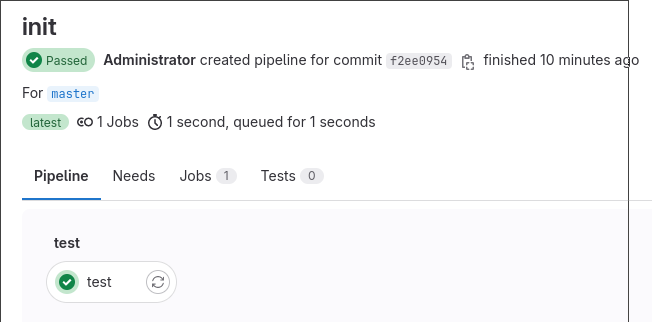 init
Passed Administrator created pipeline for commit f2ee0954 finished 10 minutes ago
For master
latest 1 Jobs 1 second, queued for 1 seconds
Pipeline Needs Jobs 1 Tests 0
test
test